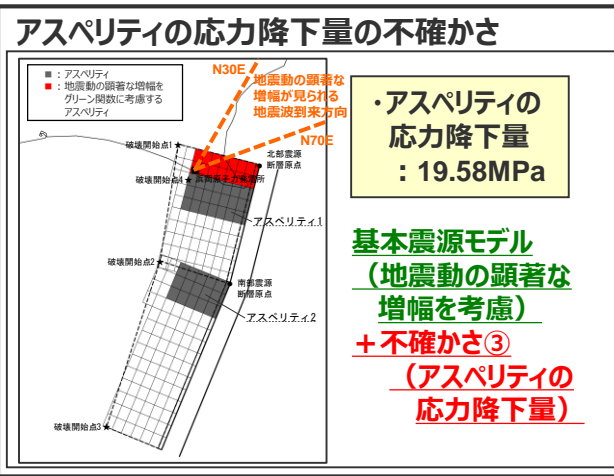 アスペリティの応力降下量の不確かさ
■：アスペリティ
■：地震動の顕著な増幅を
グリーン関数に考慮する
アスペリティ
N30E
地震動の顕著な
増幅が見られる
地震波到来方向
N70E
破壊開始点1★
北部震源
断層原点
破壊開始点4★
浜岡原子力発電所
アスペリティ1
破壊開始点2★
南部震源
断層原点
アスペリティ2
破壊開始点3★
・アスペリティの
応力降下量
：19.58MPa
基本震源モデル
（地震動の顕著な
増幅を考慮）
＋不確かさ③
（アスペリティの
応力降下量）